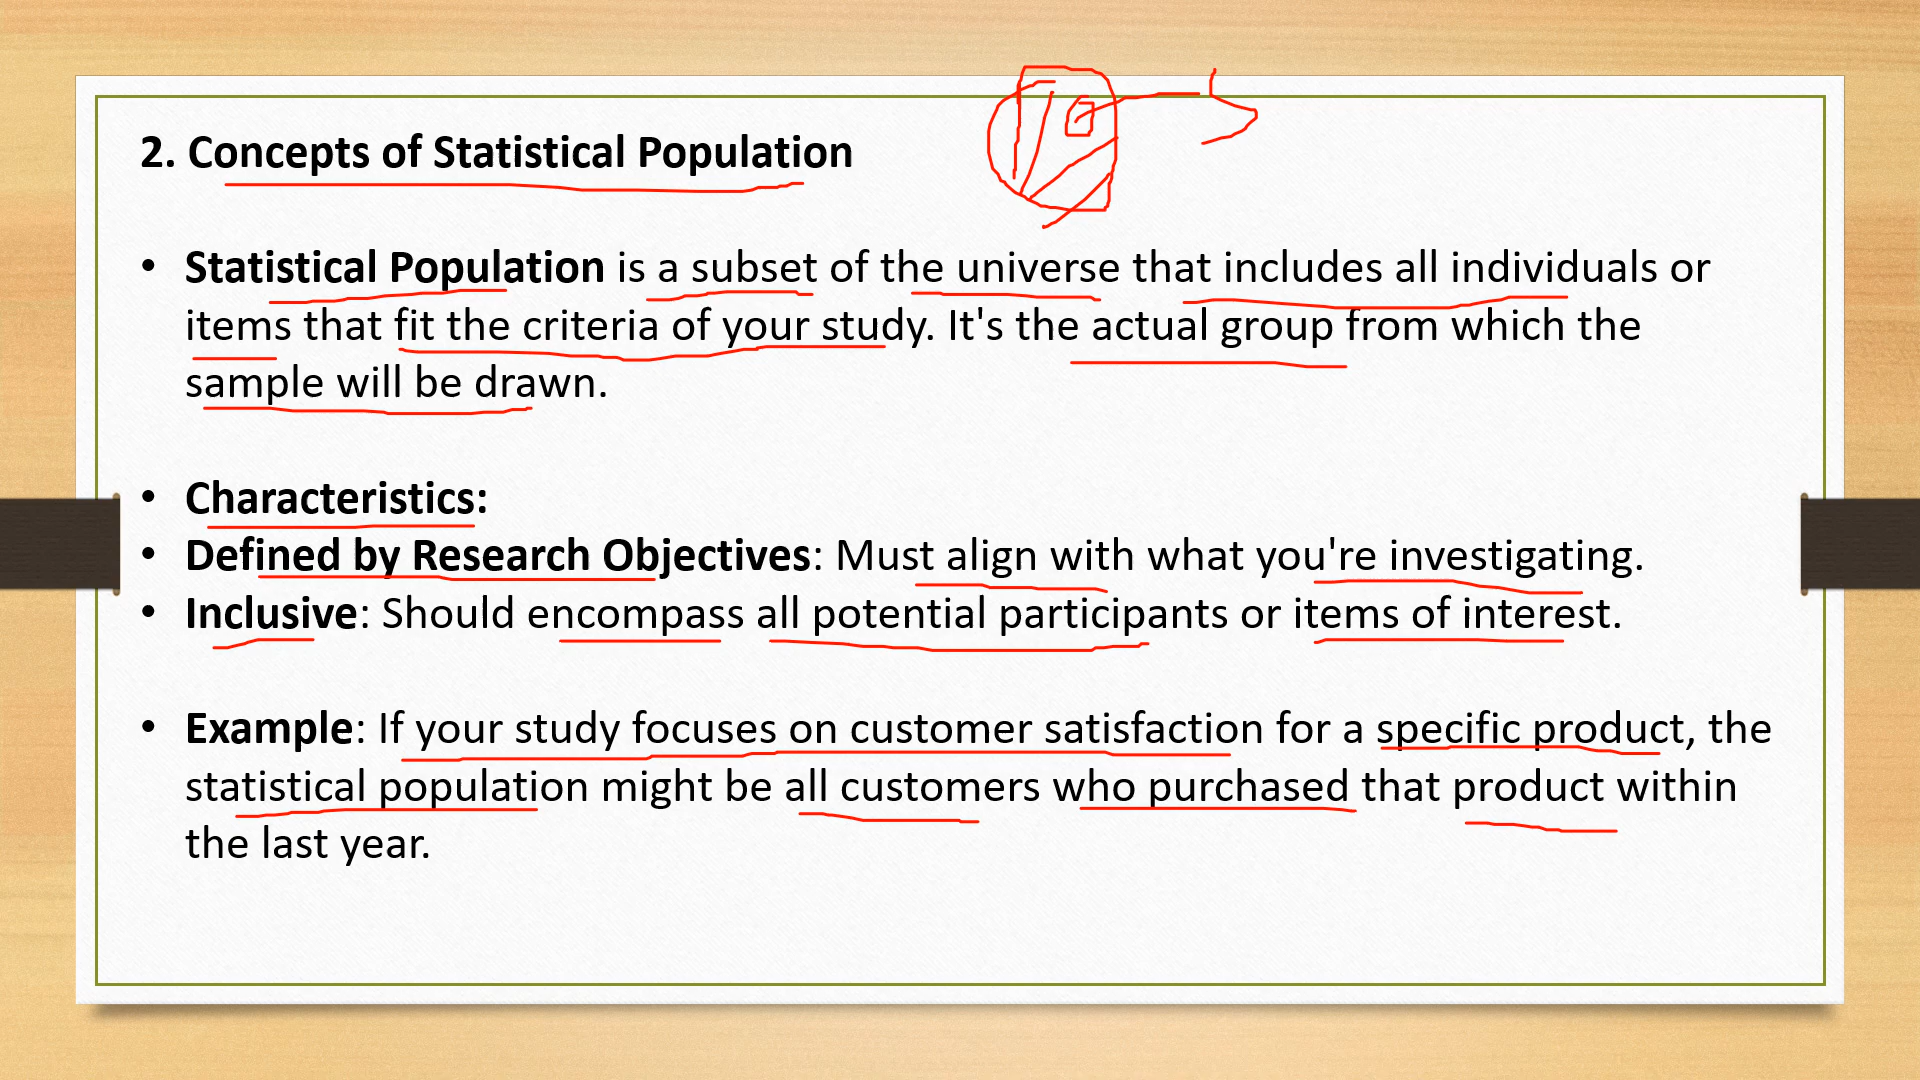 2. Concepts of Statistical Population
• Statistical Population is a subset of the universe that includes all individuals or
items that fit the criteria of your study. It's the actual group from which the
sample will be drawn.
• Characteristics:
• Defined by Research Objectives: Must align with what you're investigating.
• Inclusive: Should encompass all potential participants or items of interest.
• Example: If your study focuses on customer satisfaction for a specific product, the
statistical population might be all customers who purchased that product within
the last year.